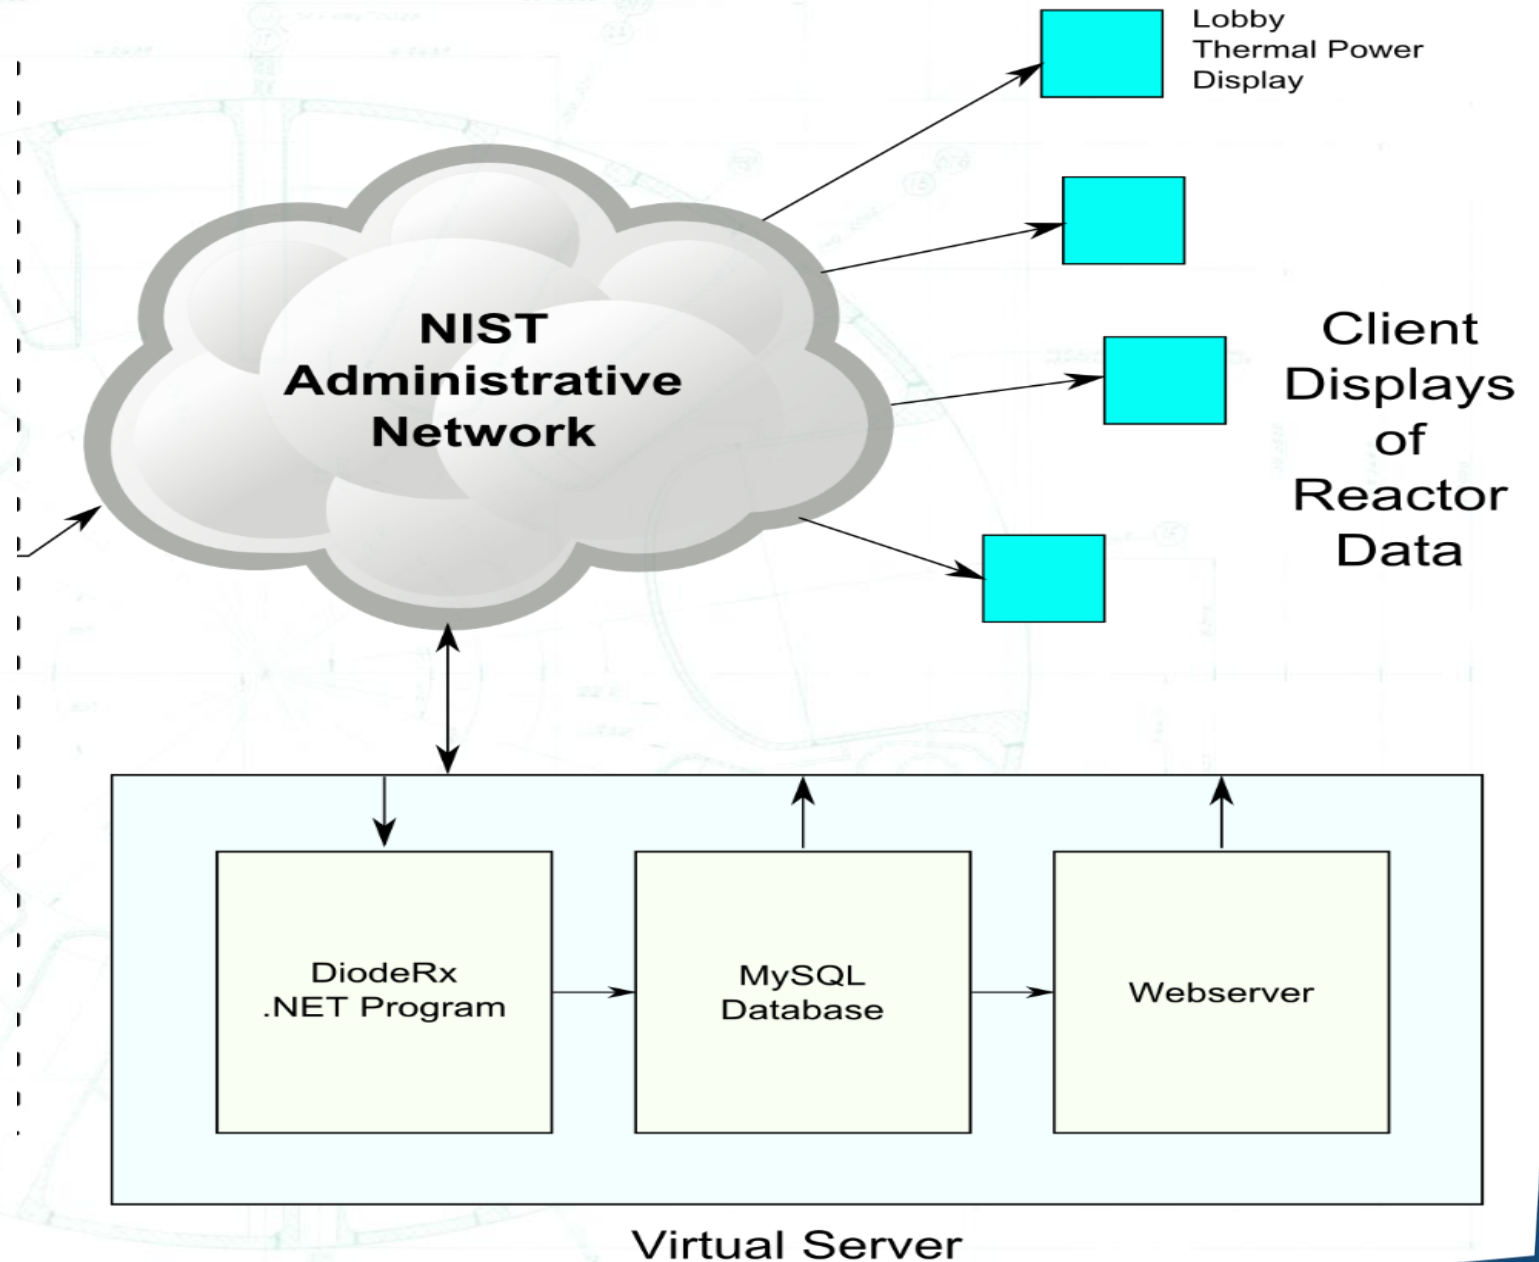 Lobby
Thermal Power
Display
NIST
Administrative
Network
Client
Displays
of
Reactor
Data
DiodeRx
.NET Program
MySQL
Database
Webserver
Virtual Server